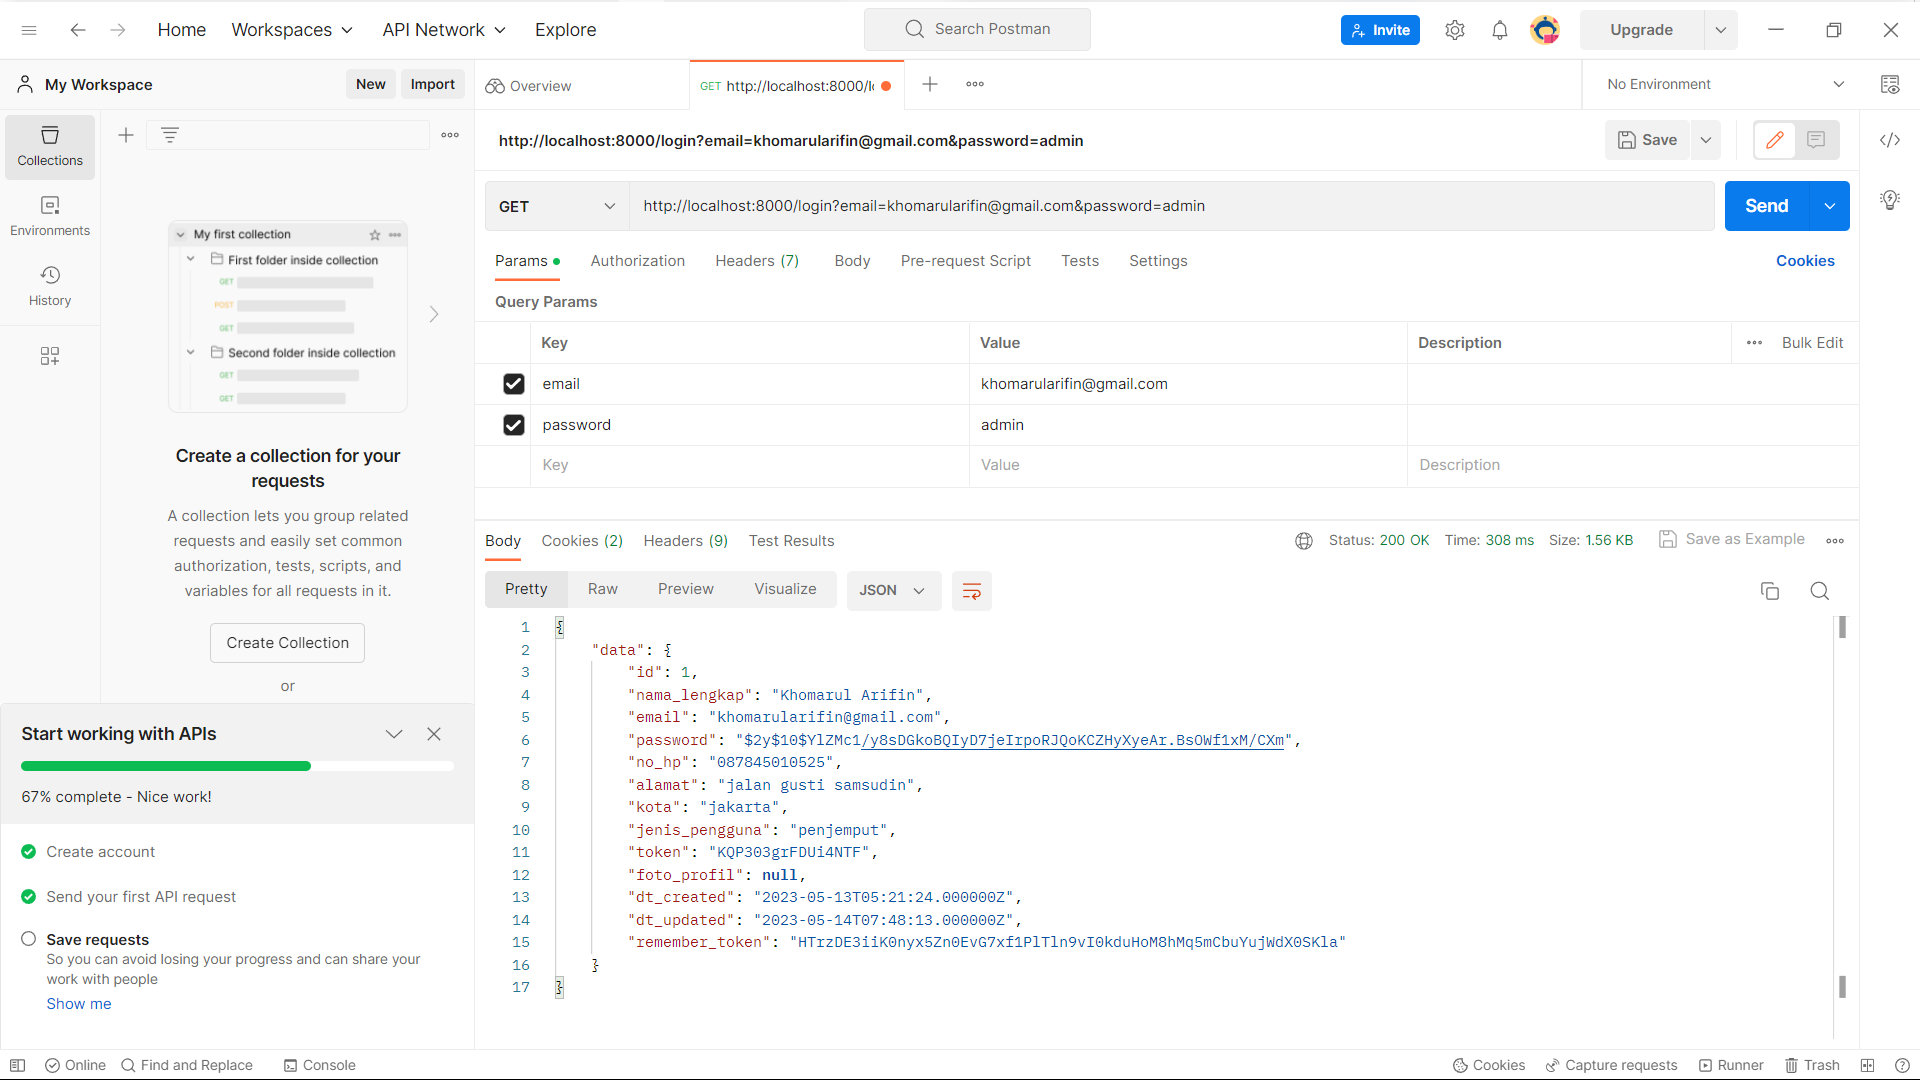 Home
Workspaces
API Network
Explore
Search Postman
Invite
Upgrade
My Workspace
New
Import
Overview
GET http://localhost:8000/l
No Environment
Collections
Environments
History
My first collection
First folder inside collection
GET
POST
GET
Second folder inside collection
GET
GET
Create a collection for your
requests
A collection lets you group related
requests and easily set common
authorization, tests, scripts, and
variables for all requests in it.
Create Collection
or
Start working with APIs
67% complete - Nice work!
Create account
Send your first API request
Save requests
So you can avoid losing your progress and can share your
work with people
Show me
http://localhost:8000/login?email=khomarularifin@gmail.com&password=admin
Save
GET
http://localhost:8000/login?email=khomarularifin@gmail.com&password=admin
Send
Params
Authorization
Headers (7)
Body
Pre-request Script
Tests
Settings
Cookies
Query Params
Key Value Description Bulk Edit
email khomarularifin@gmail.com
password admin
Key Value Description
Body
Cookies (2)
Headers (9)
Test Results
Status: 200 OK Time: 308 ms Size: 1.56 KB
Save as Example
Pretty
Raw
Preview
Visualize
JSON
1 {
2 "data": {
3 "id": 1,
4 "nama_lengkap": "Khomarul Arifin",
5 "email": "khomarularifin@gmail.com",
6 "password": "$2y$10$YlZMc1/y8sDGkoBQIyD7jeIrpoRJQoKCZHyXyeAr.BsOWf1xM/CXm",
7 "no_hp": "087845010525",
8 "alamat": "jalan gusti samsudin",
9 "kota": "jakarta",
10 "jenis_pengguna": "penjemput",
11 "token": "KQP303grFDUi4NTF",
12 "foto_profil": null,
13 "dt_created": "2023-05-13T05:21:24.000000Z",
14 "dt_updated": "2023-05-14T07:48:13.000000Z",
15 "remember_token": "HTrzDE3iiK0nyx5Zn0EvG7xf1PlTln9vI0kduHoM8hMq5mCbuYujWdX0SKla"
16 }
17 }
Online
Find and Replace
Console
Cookies
Capture requests
Runner
Trash